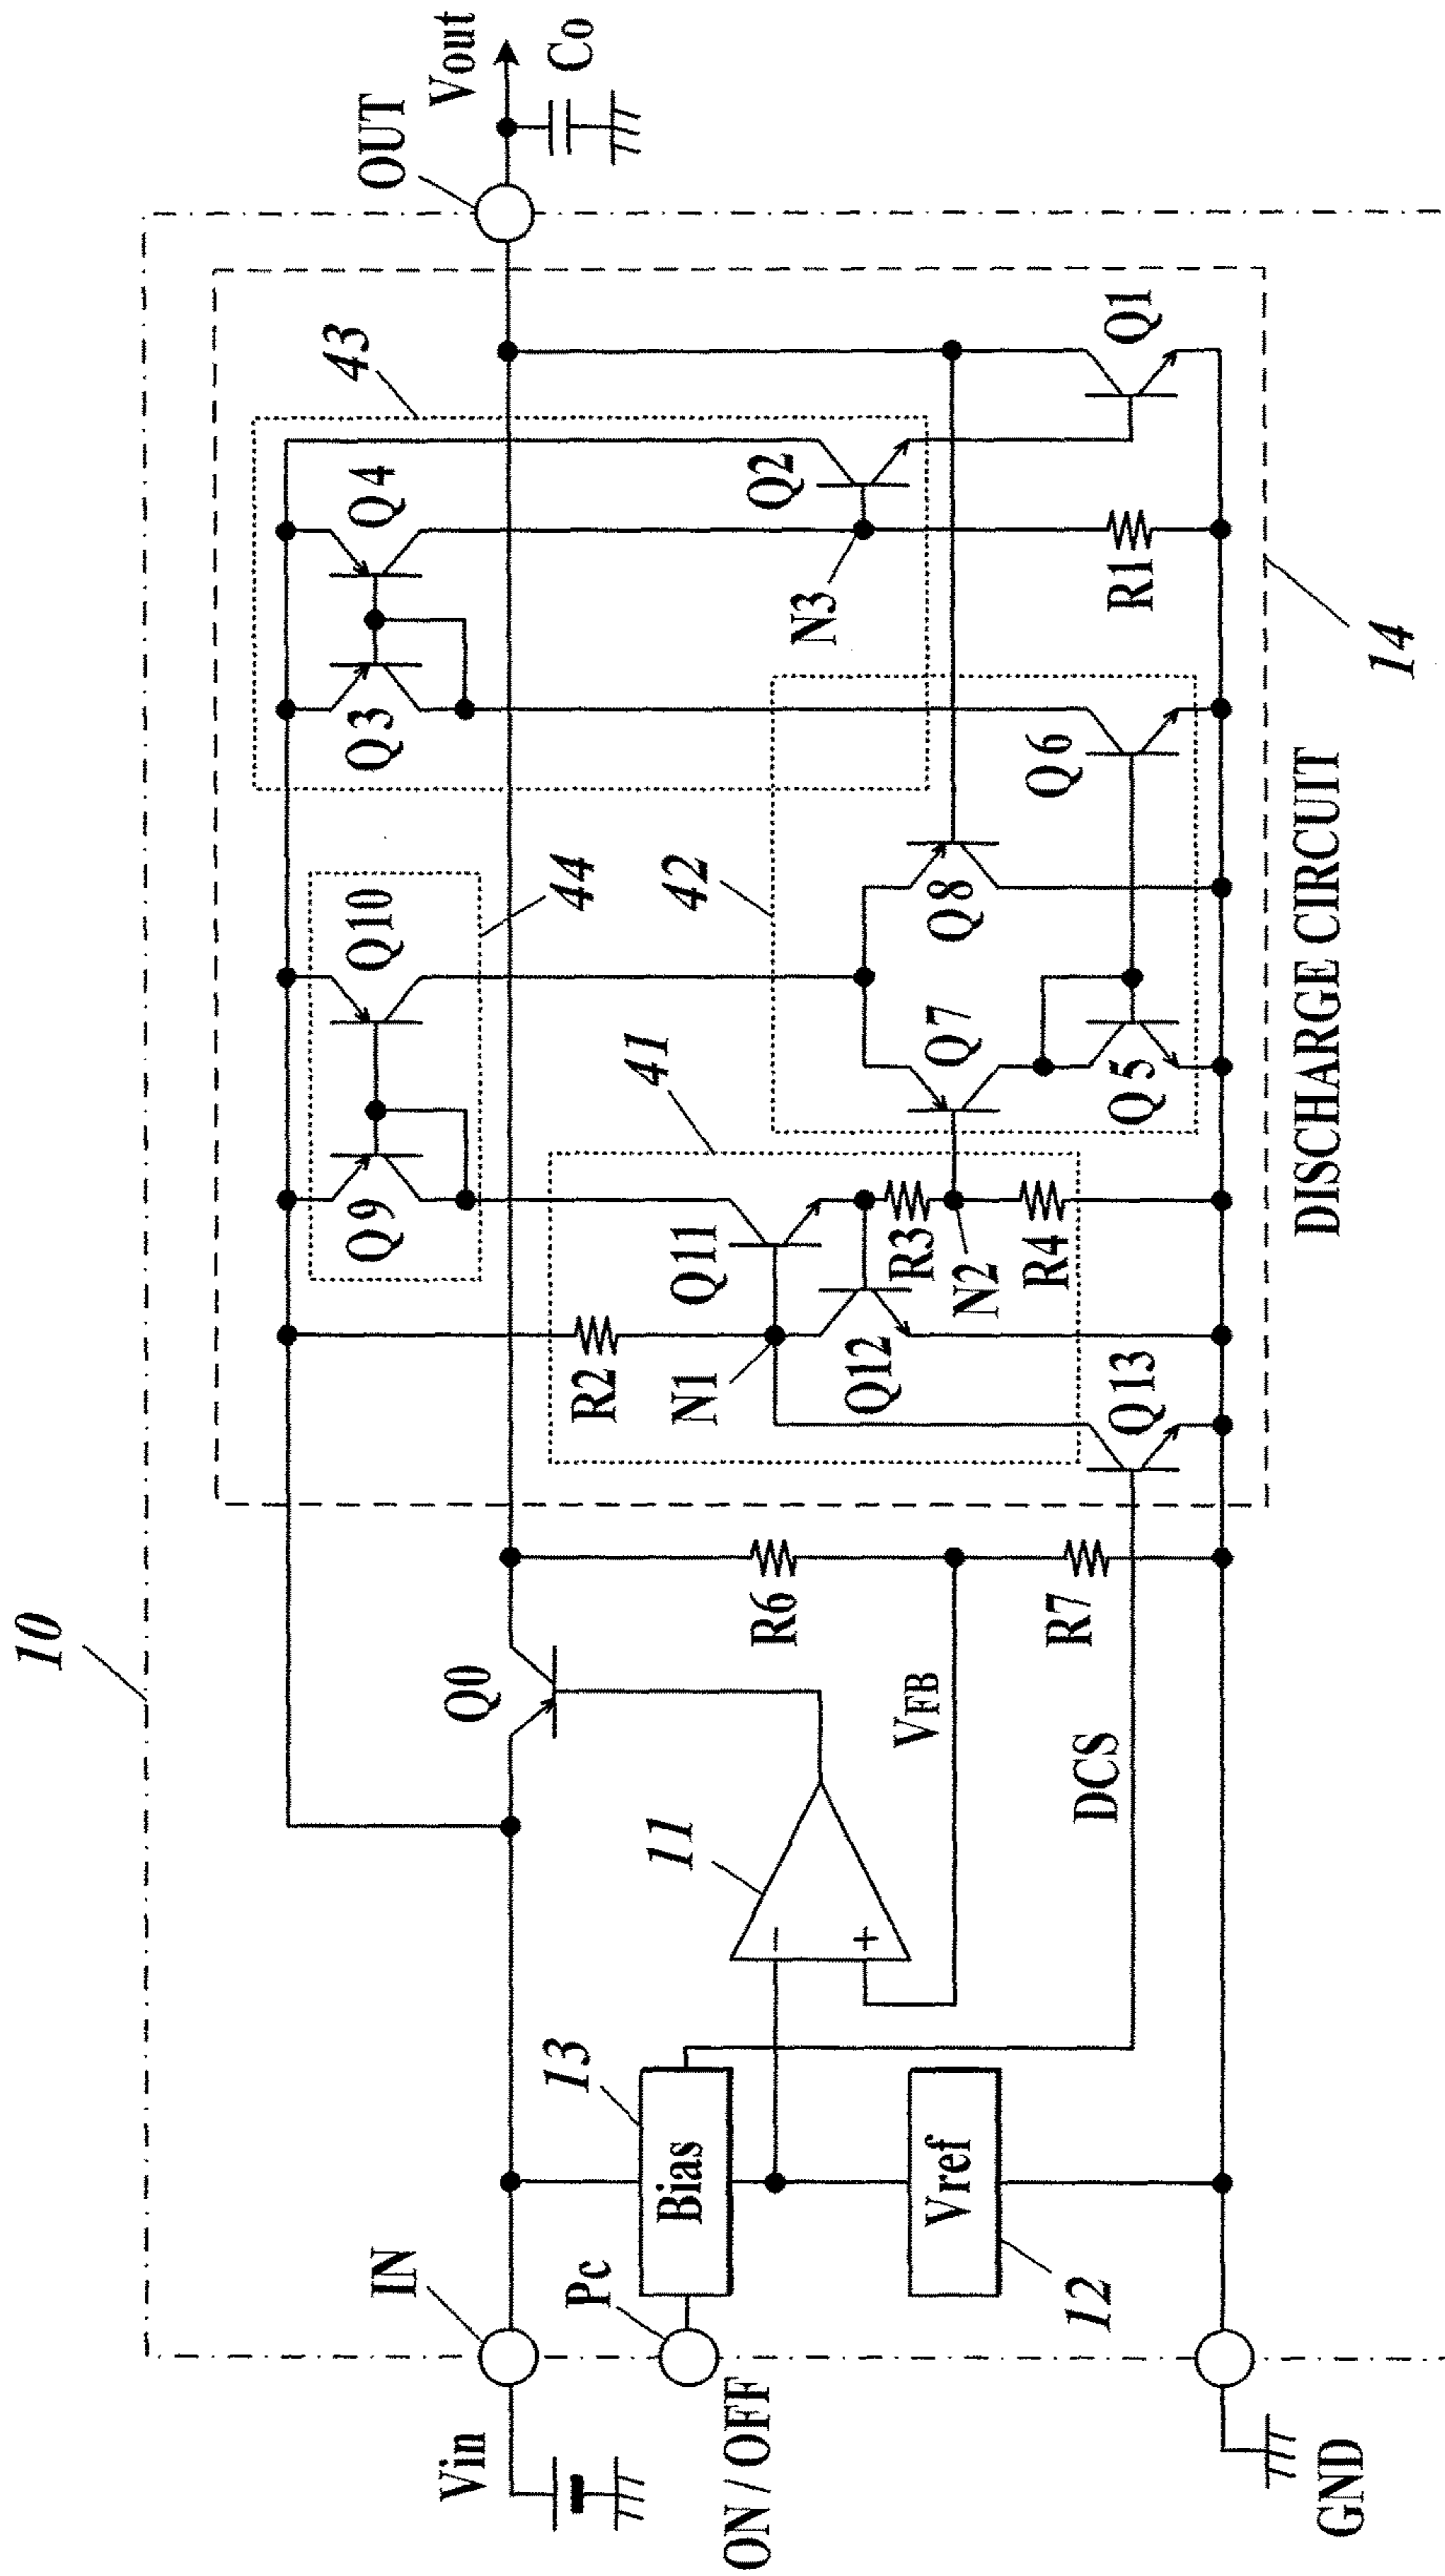 10
Vin
IN
Pc
ON / OFF
GND
13
Bias
Vref
12
11
−
+
Q0
VFB
DCS
R6
R7
41
R2
N1
Q11
Q12
Q13
R3
N2
R4
44
Q9
Q10
42
Q7
Q8
Q5
Q6
43
Q3
Q4
Q2
N3
R1
Q1
14
DISCHARGE CIRCUIT
OUT
Vout
Co